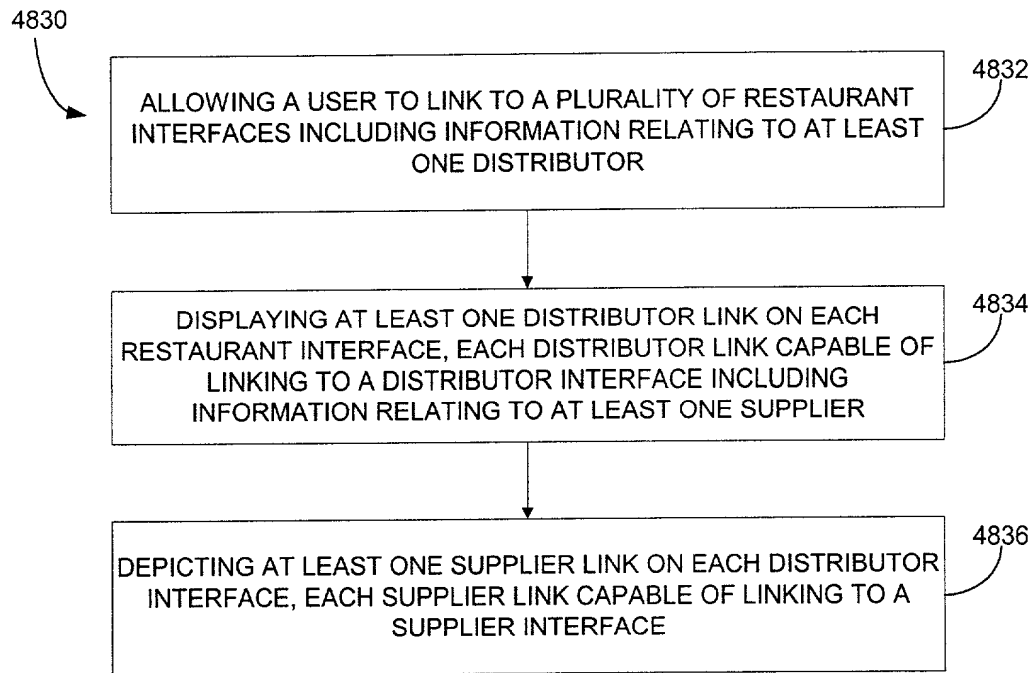 4830
4832
ALLOWING A USER TO LINK TO A PLURALITY OF RESTAURANT
INTERFACES INCLUDING INFORMATION RELATING TO AT LEAST
ONE DISTRIBUTOR
4834
DISPLAYING AT LEAST ONE DISTRIBUTOR LINK ON EACH
RESTAURANT INTERFACE, EACH DISTRIBUTOR LINK CAPABLE OF
LINKING TO A DISTRIBUTOR INTERFACE INCLUDING
INFORMATION RELATING TO AT LEAST ONE SUPPLIER
4836
DEPICTING AT LEAST ONE SUPPLIER LINK ON EACH DISTRIBUTOR
INTERFACE, EACH SUPPLIER LINK CAPABLE OF LINKING TO A
SUPPLIER INTERFACE